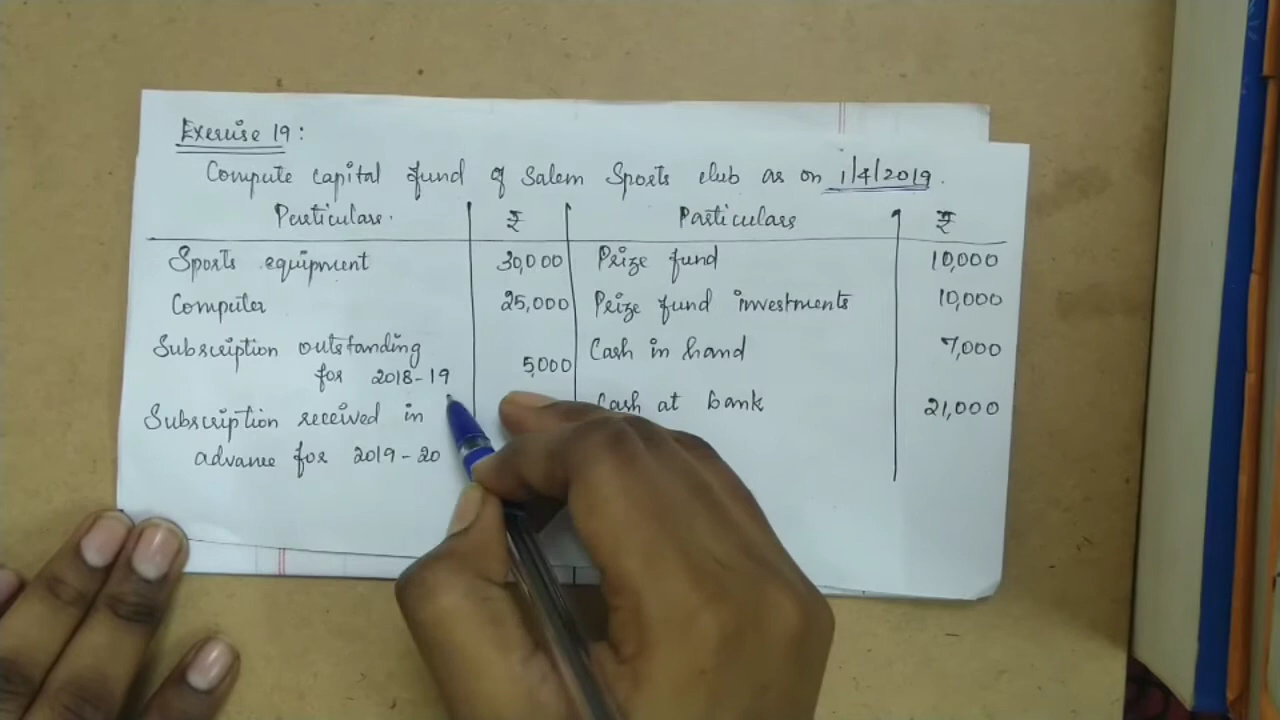 Exercise 19:
Compute capital fund of Salem Sports club as on 1/4/2019.
Particulars. ₹ Particulars ₹
Sports equipment 30,000 Prize fund 10,000
Computer 25,000 Prize fund investments 10,000
Subscription outstanding
for 2018-19 5,000 Cash in hand 7,000
Subscription received in Cash at bank 21,000
advance for 2019-20